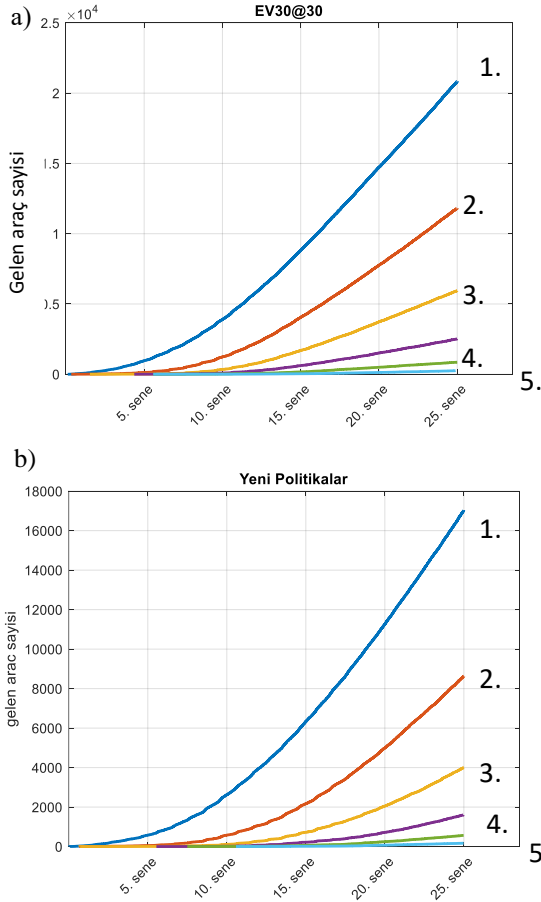 a)
EV30@30
×10^4
2.5
2
1.5
1
0.5
0
Gelen araç sayisi
1.
2.
3.
4.
5.
5. sene
10. sene
15. sene
20. sene
25. sene
b)
Yeni Politikalar
18000
16000
14000
12000
10000
8000
6000
4000
2000
0
gelen arac sayisi
1.
2.
3.
4.
5
5. sene
10. sene
15. sene
20. sene
25. sene